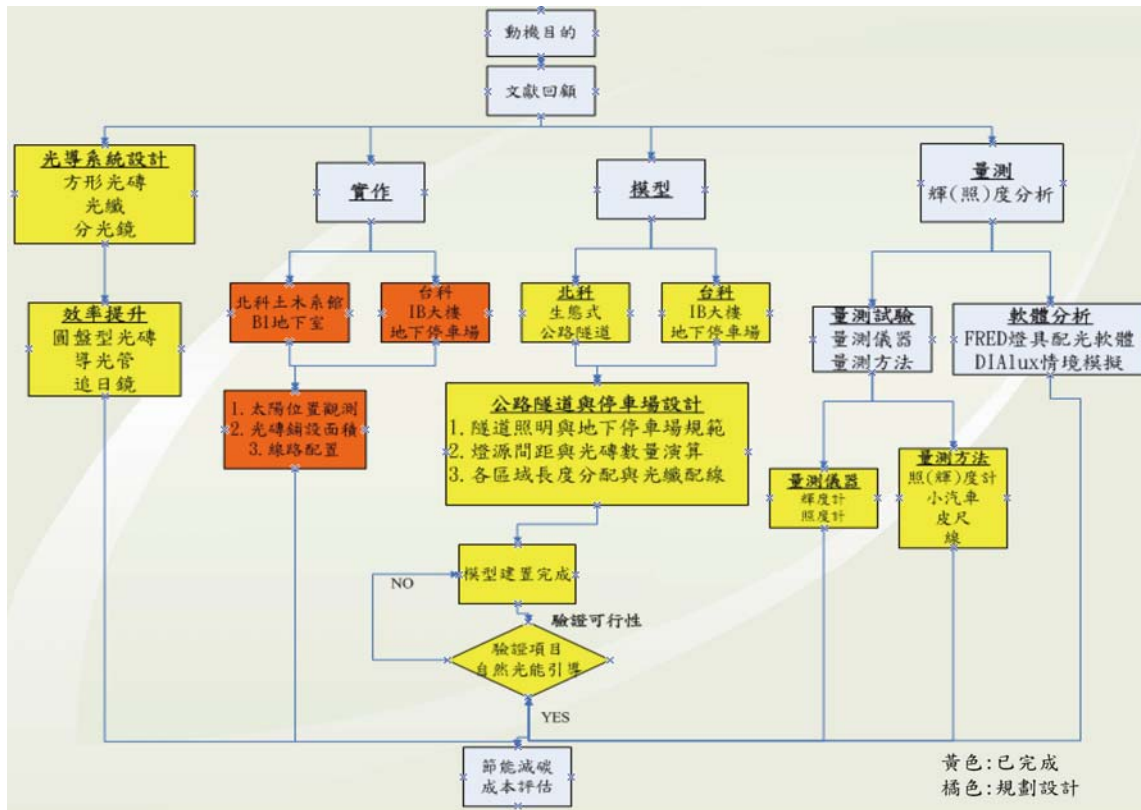 動機目的
文獻回顧
光導系統設計
方形光磚
光纖
分光鏡
實作
模型
量測
輝(照)度分析
效率提升
圓盤型光磚
導光管
追日鏡
北科土木系館
B1地下室
台科
IB大樓
地下停車場
北科
生態式
公路隧道
台科
IB大樓
地下停車場
量測試驗
量測儀器
量測方法
軟體分析
FRED燈具配光軟體
DIAlux情境模擬
1. 太陽位置觀測
2. 光磚鋪設面積
3. 線路配置
公路隧道與停車場設計
1. 隧道照明與地下停車場規範
2. 燈源間距與光磚數量演算
3. 各區域長度分配與光纖配線
量測儀器
輝度計
照度計
量測方法
照(輝)度計
小汽車
皮尺
線
模型建置完成
NO
驗證可行性
驗證項目
自然光能引導
YES
節能減碳
成本評估
黃色:已完成
橘色:規劃設計